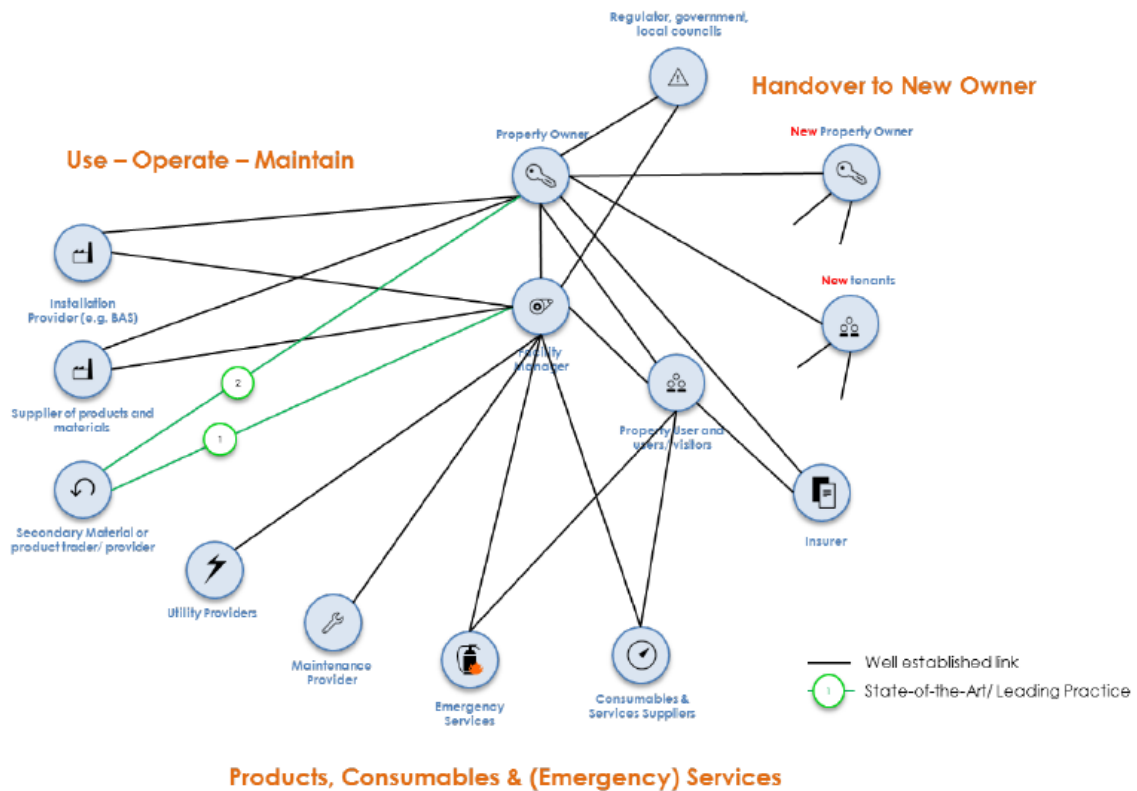 Regulator, government,
local councils
Handover to New Owner
Property Owner
New Property Owner
Use – Operate – Maintain
New tenants
Installation
Provider (e.g. BAS)
Facility
Manager
2
Supplier of products and
materials
Property User and
users/ visitors
1
Secondary Material or
product trader/ provider
Insurer
Utility Providers
Maintenance
Provider
Well established link
Emergency
Services
Consumables &
Services Suppliers
1
State-of-the-Art/ Leading Practice
Products, Consumables & (Emergency) Services